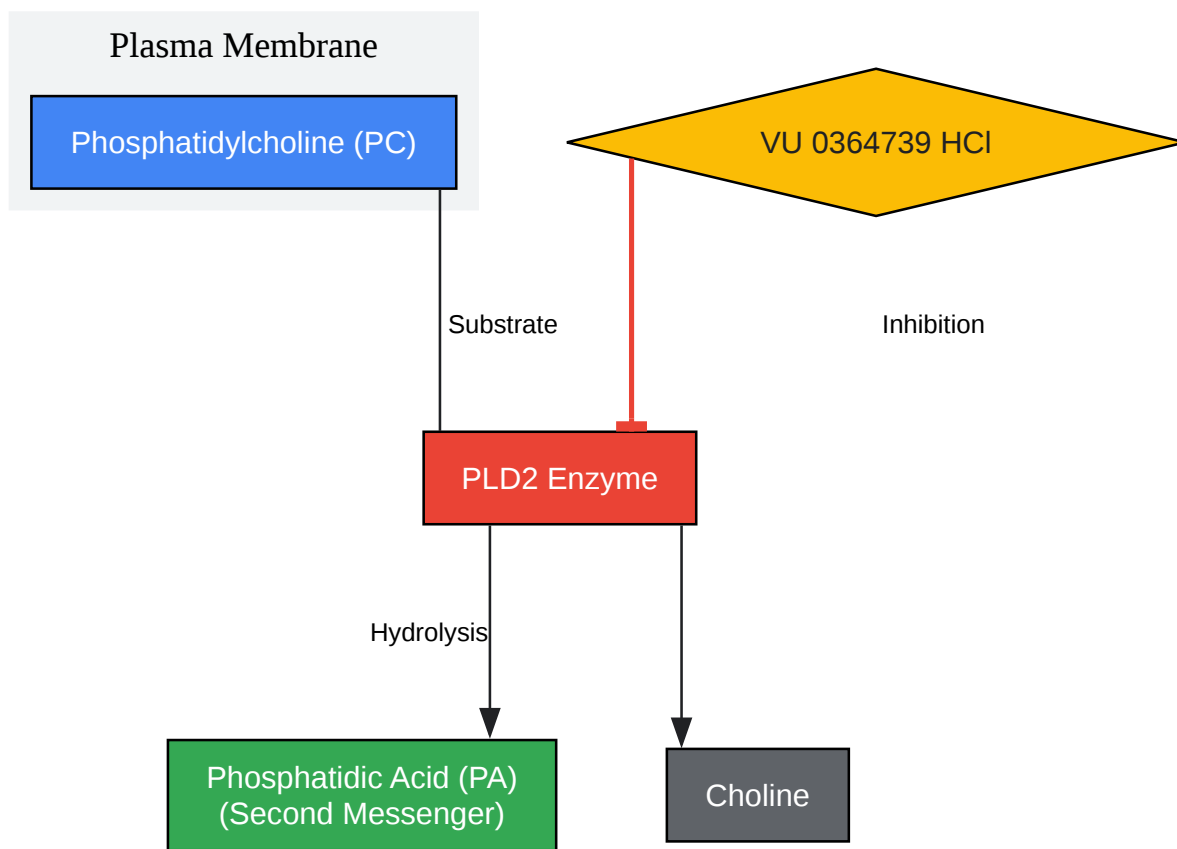 Plasma Membrane
Phosphatidylcholine (PC)
VU 0364739 HCl
Substrate
Inhibition
PLD2 Enzyme
Hydrolysis
Phosphatidic Acid (PA)
(Second Messenger)
Choline